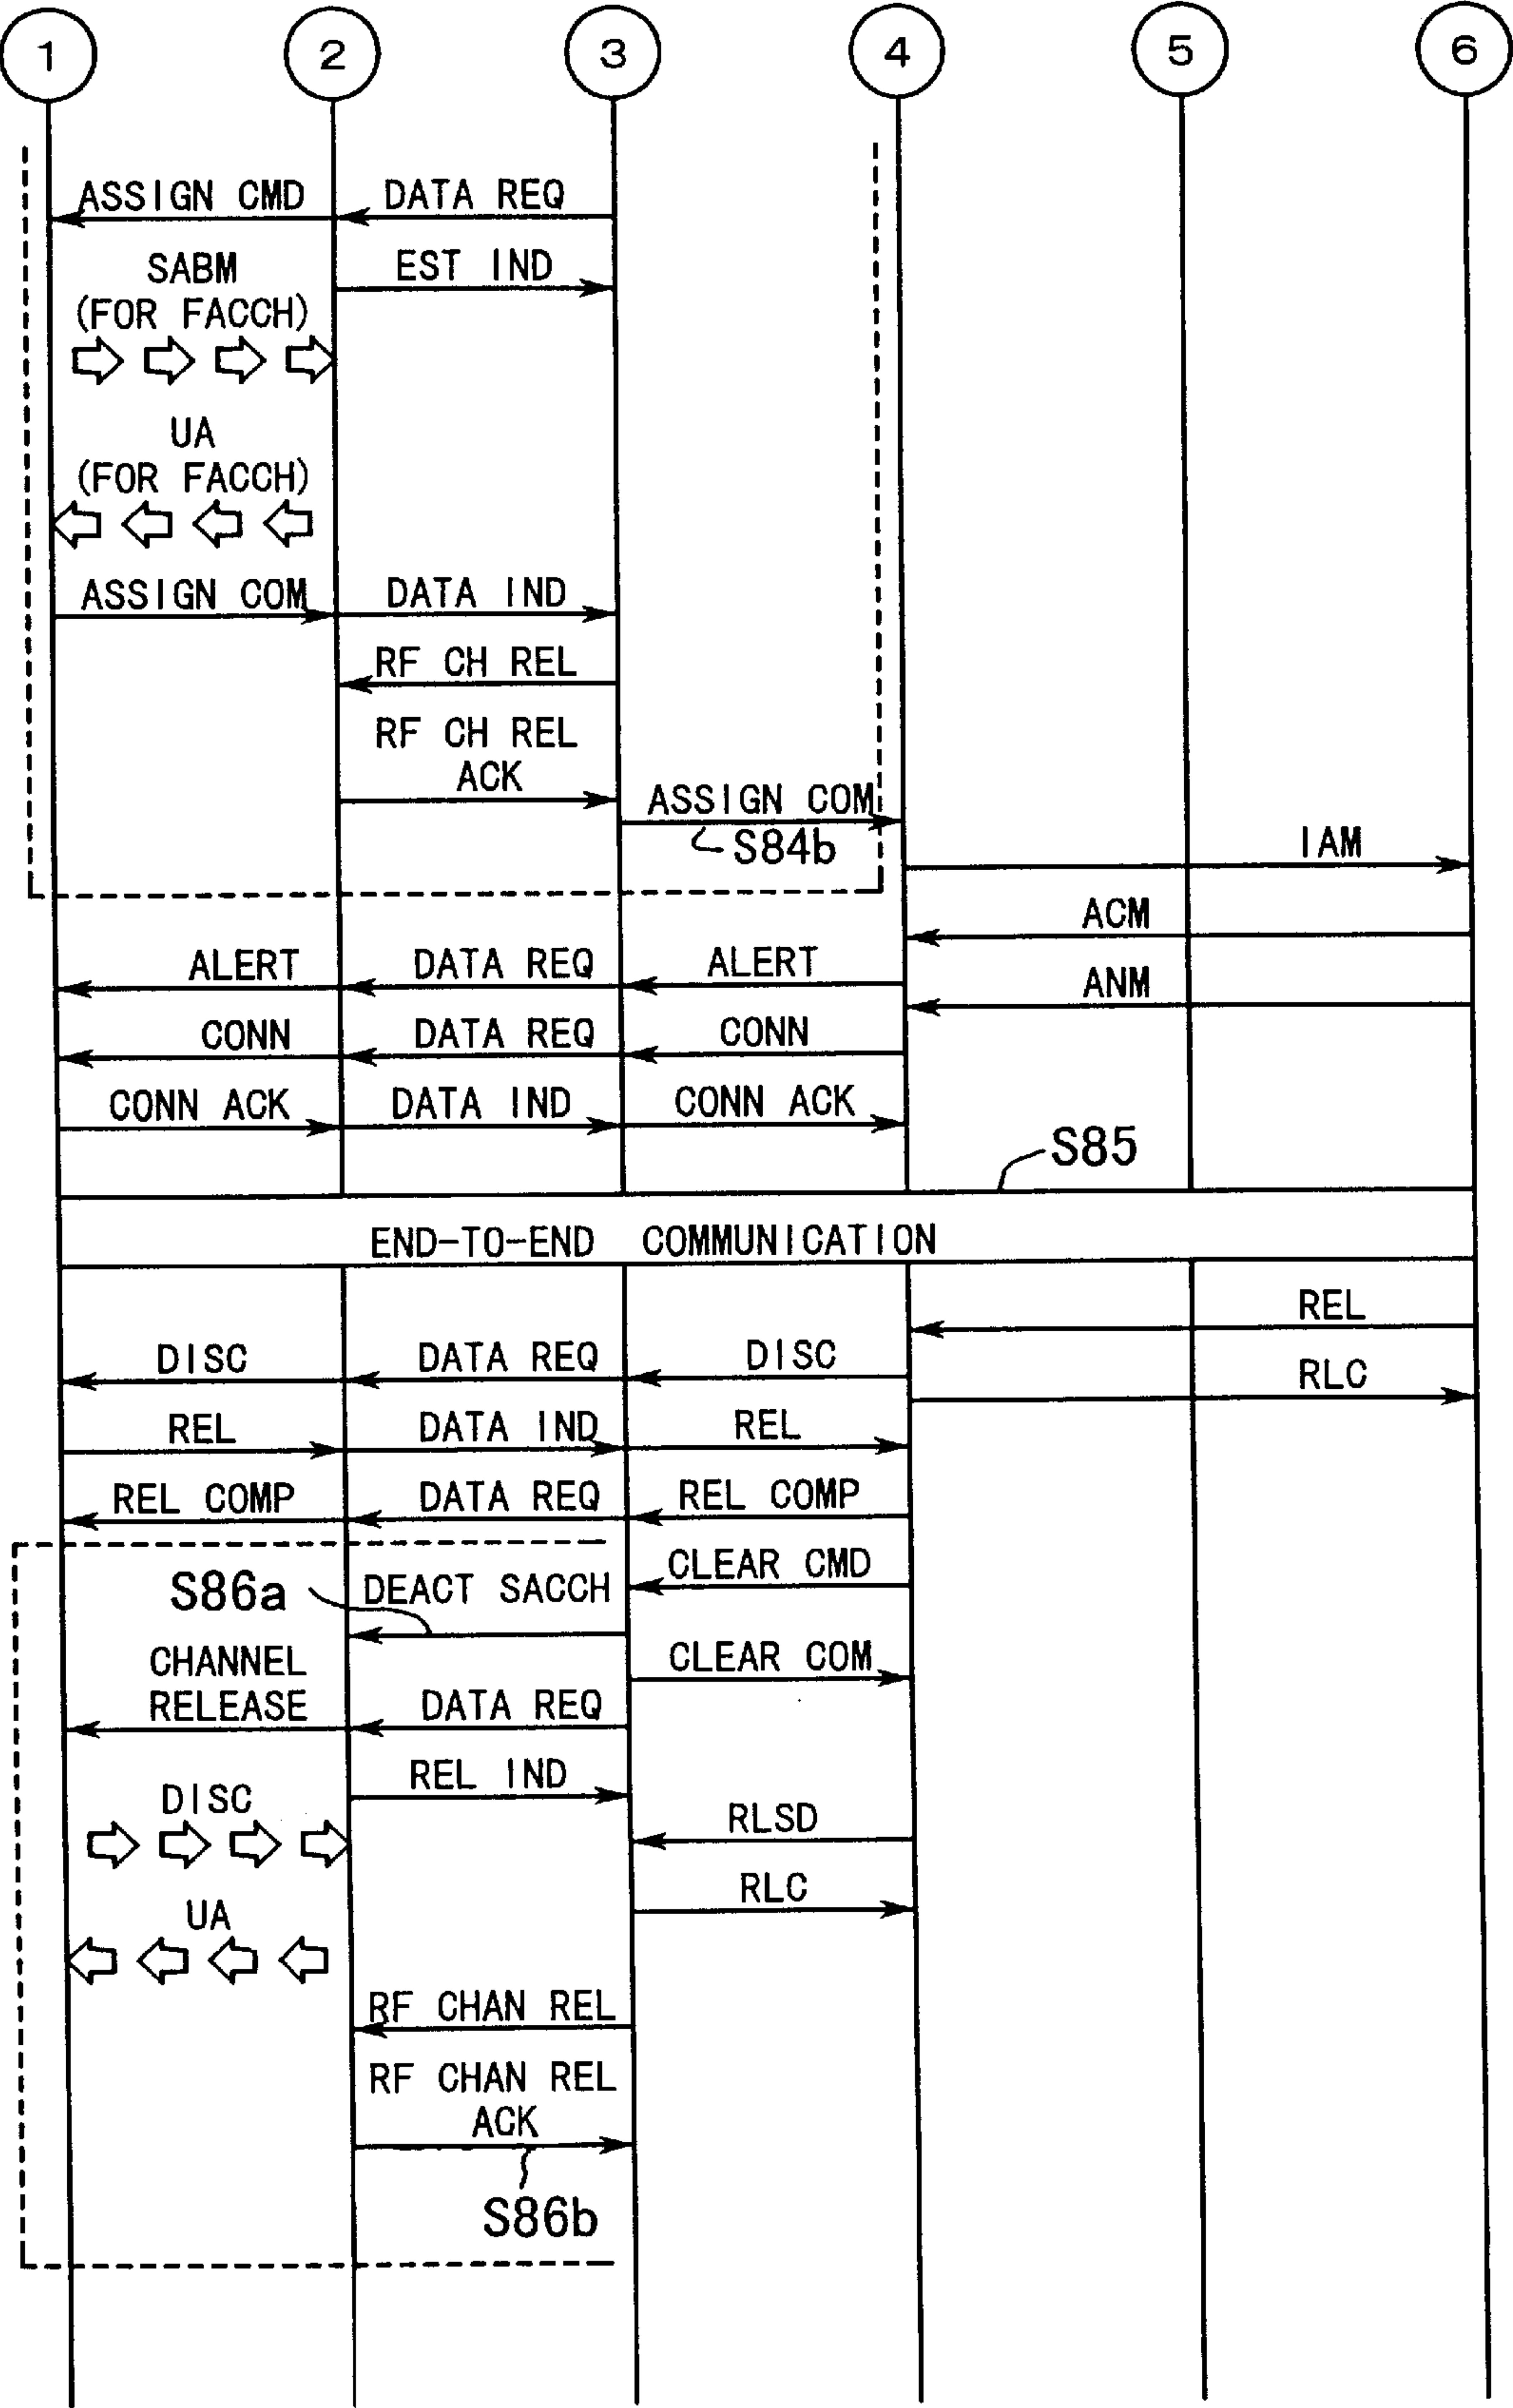 1 2 3 4 5 6
ASSIGN CMD DATA REQ
SABM
(FOR FACCH)
EST IND
UA
(FOR FACCH)
ASSIGN COM DATA IND
RF CH REL
RF CH REL
ACK
ASSIGN COM
S84b
IAM
ACM
ALERT DATA REQ ALERT
ANM
CONN DATA REQ CONN
CONN ACK DATA IND CONN ACK
S85
END-TO-END COMMUNICATION
REL
DISC DATA REQ DISC
RLC
REL DATA IND REL
REL COMP DATA REQ REL COMP
CLEAR CMD
S86a DEACT SACCH
CLEAR COM
CHANNEL
RELEASE DATA REQ
REL IND
DISC
RLSD
RLC
UA
RF CHAN REL
RF CHAN REL
ACK
S86b